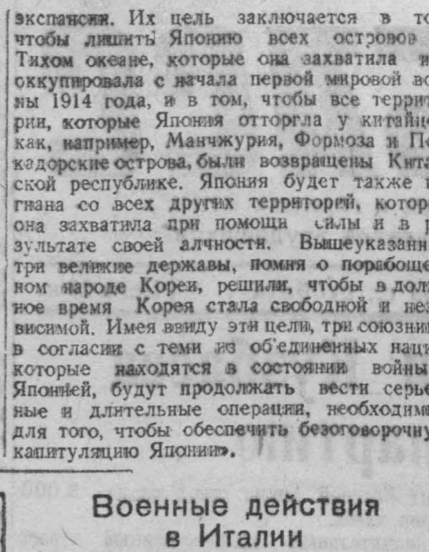 экспансии. Их цель заключается в то
чтобы лишить Японию всех островов
Тихом океане, которые она захватила и
оккупировала с начала первой мировой во
ны 1914 года, и в том, чтобы все террит
рии, которые Япония отторгла у китайц
как, например, Манчжурия, Формоза и П
кадорские острова, были возвращены Кита
ской республике. Япония будет также и
гнана со всех других территорий, котор
она захватила при помощи силы и в р
зультате своей алчности. Вышеуказанн
три великие державы, помня о порабоще
ном народе Кореи, решили, чтобы в дол
ное время Корея стала свободной и нез
висимой. Имея ввиду эти цели, три союзни
в согласии с теми из об'единенных наци
которые находятся в состоянии войны
Японией, будут продолжать вести серье
ные и длительные операции, необходим
для того, чтобы обеспечить безоговорочну
капитуляцию Японии».
Военные действия
в Италии